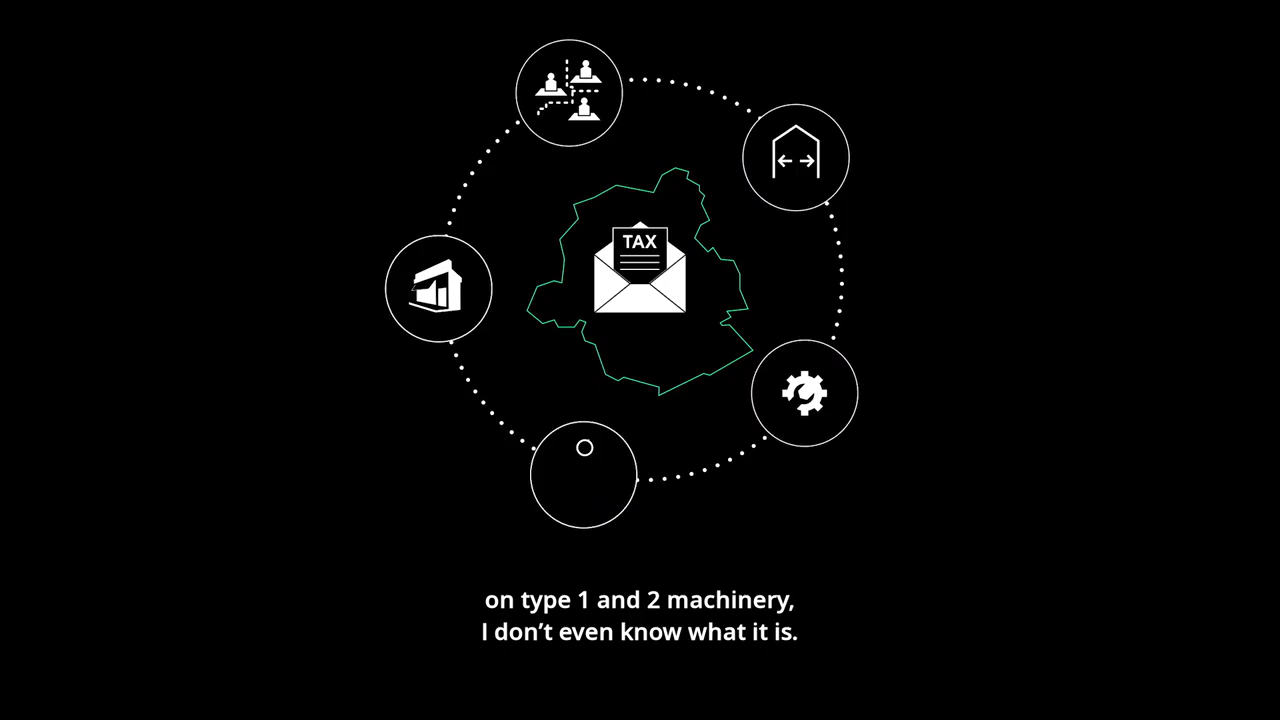 TAX
on type 1 and 2 machinery,
I don’t even know what it is.